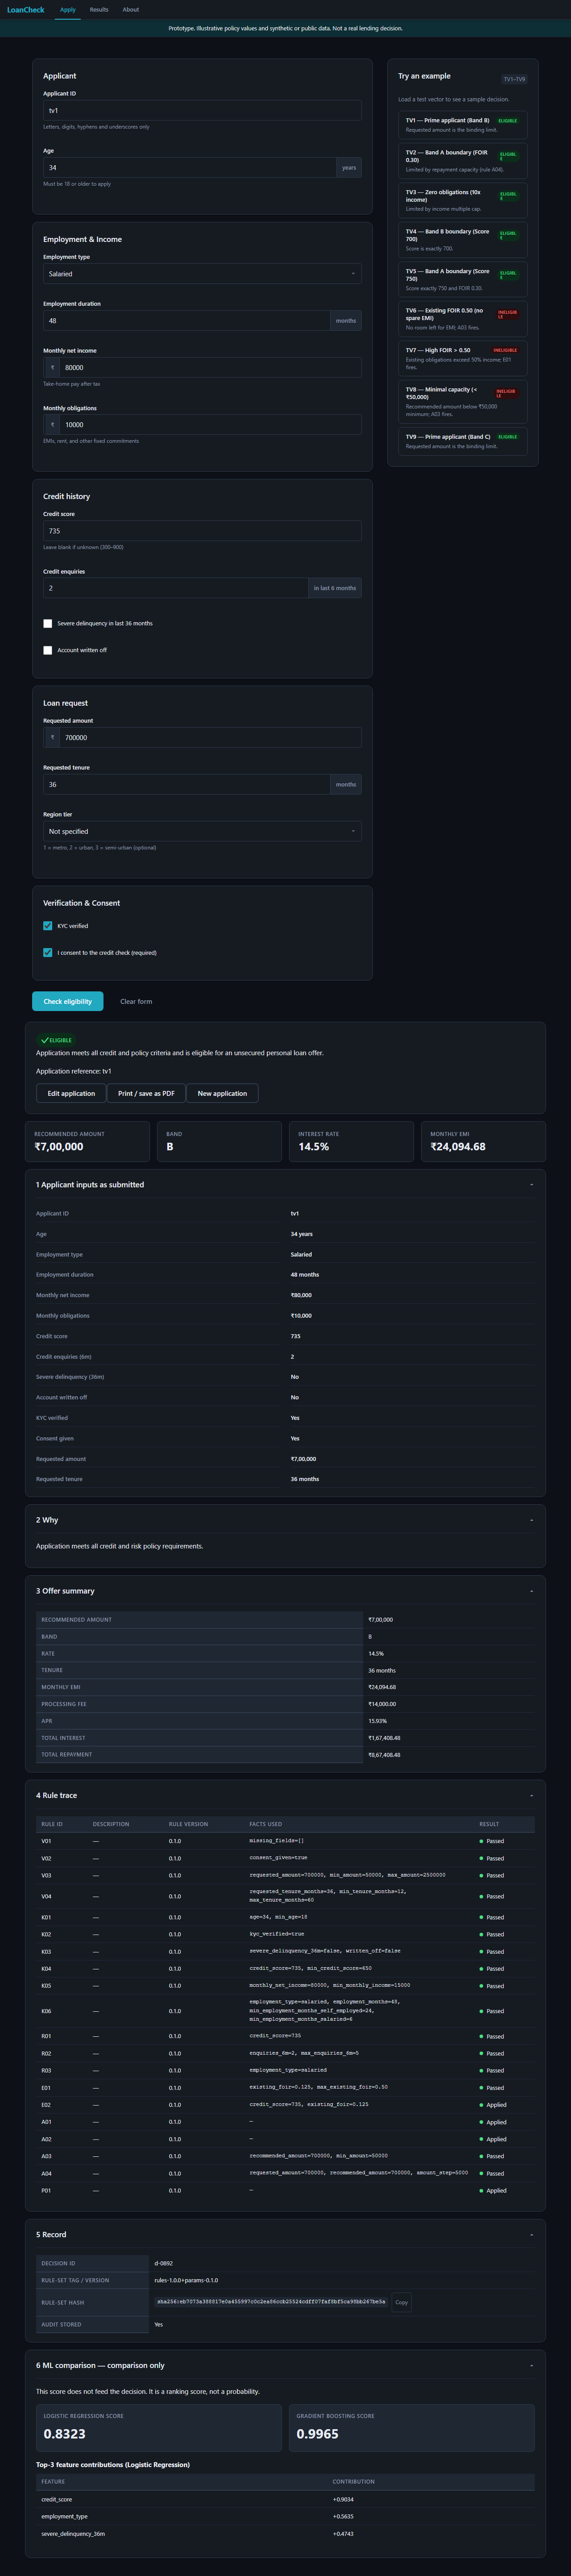 LoanCheck Apply Results About
Prototype. Illustrative policy values and synthetic or public data. Not a real lending decision.
Applicant
Applicant ID
tv1
Letters, digits, hyphens and underscores only
Age
34 years
Must be 18 or older to apply
Employment & Income
Employment type
Salaried
Employment duration
48 months
Monthly net income
₹ 80000
Take-home pay after tax
Monthly obligations
₹ 10000
EMIs, rent, and other fixed commitments
Credit history
Credit score
735
Leave blank if unknown (300–900)
Credit enquiries
2 in last 6 months
Severe delinquency in last 36 months
Account written off
Loan request
Requested amount
₹ 700000
Requested tenure
36 months
Region tier
Not specified
1 = metro, 2 = urban, 3 = semi-urban (optional)
Verification & Consent
KYC verified
I consent to the credit check (required)
Check eligibility Clear form
Try an example TV1–TV9
Load a test vector to see a sample decision.
TV1 — Prime applicant (Band B) ELIGIBLE
Requested amount is the binding limit.
TV2 — Band A boundary (FOIR
0.30)
ELIGIBL
E
Limited by repayment capacity (rule A04).
TV3 — Zero obligations (10x
income)
ELIGIBL
E
Limited by income multiple cap.
TV4 — Band B boundary (Score
700)
ELIGIBL
E
Score is exactly 700.
TV5 — Band A boundary (Score
750)
ELIGIBL
E
Score exactly 750 and FOIR 0.30.
TV6 — Existing FOIR 0.50 (no
spare EMI)
INELIGIB
LE
No room left for EMI; A03 fires.
TV7 — High FOIR > 0.50 INELIGIBLE
Existing obligations exceed 50% income; E01
fires.
TV8 — Minimal capacity (<
₹50,000)
INELIGIB
LE
Recommended amount below ₹50,000
minimum; A03 fires.
TV9 — Prime applicant (Band C) ELIGIBLE
Requested amount is the binding limit.
ELIGIBLE
Application meets all credit and policy criteria and is eligible for an unsecured personal loan offer.
Application reference: tv1
Edit application Print / save as PDF New application
RECOMMENDED AMOUNT
₹7,00,000
BAND
B
INTEREST RATE
14.5%
MONTHLY EMI
₹24,094.68
1 Applicant inputs as submitted
Applicant ID tv1
Age 34 years
Employment type Salaried
Employment duration 48 months
Monthly net income ₹80,000
Monthly obligations ₹10,000
Credit score 735
Credit enquiries (6m) 2
Severe delinquency (36m) No
Account written off No
KYC verified Yes
Consent given Yes
Requested amount ₹7,00,000
Requested tenure 36 months
2 Why
Application meets all credit and risk policy requirements.
3 Offer summary
RECOMMENDED AMOUNT ₹7,00,000
BAND B
RATE 14.5%
TENURE 36 months
MONTHLY EMI ₹24,094.68
PROCESSING FEE ₹14,000.00
APR 15.93%
TOTAL INTEREST ₹1,67,408.48
TOTAL REPAYMENT ₹8,67,408.48
4 Rule trace
RULE ID DESCRIPTION RULE VERSION FACTS USED RESULT
V01 — 0.1.0 missing_fields=[] Passed
V02 — 0.1.0 consent_given=true Passed
V03 — 0.1.0 requested_amount=700000, min_amount=50000, max_amount=2500000 Passed
V04 — 0.1.0 requested_tenure_months=36, min_tenure_months=12,
max_tenure_months=60 Passed
K01 — 0.1.0 age=34, min_age=18 Passed
K02 — 0.1.0 kyc_verified=true Passed
K03 — 0.1.0 severe_delinquency_36m=false, written_off=false Passed
K04 — 0.1.0 credit_score=735, min_credit_score=650 Passed
K05 — 0.1.0 monthly_net_income=80000, min_monthly_income=15000 Passed
K06 — 0.1.0 employment_type=salaried, employment_months=48,
min_employment_months_self_employed=24,
min_employment_months_salaried=6 Passed
R01 — 0.1.0 credit_score=735 Passed
R02 — 0.1.0 enquiries_6m=2, max_enquiries_6m=5 Passed
R03 — 0.1.0 employment_type=salaried Passed
E01 — 0.1.0 existing_foir=0.125, max_existing_foir=0.50 Passed
E02 — 0.1.0 credit_score=735, existing_foir=0.125 Applied
A01 — 0.1.0 — Applied
A02 — 0.1.0 — Applied
A03 — 0.1.0 recommended_amount=700000, min_amount=50000 Passed
A04 — 0.1.0 requested_amount=700000, recommended_amount=700000, amount_step=5000 Passed
P01 — 0.1.0 — Applied
5 Record
DECISION ID d-0892
RULE-SET TAG / VERSION rules-1.0.0+params-0.1.0
RULE-SET HASH Copy
AUDIT STORED Yes
6 ML comparison — comparison only
This score does not feed the decision. It is a ranking score, not a probability.
LOGISTIC REGRESSION SCORE
0.8323
GRADIENT BOOSTING SCORE
0.9965
Top-3 feature contributions (Logistic Regression)
FEATURE CONTRIBUTION
credit_score +0.9034
employment_type +0.5635
severe_delinquency_36m +0.4743